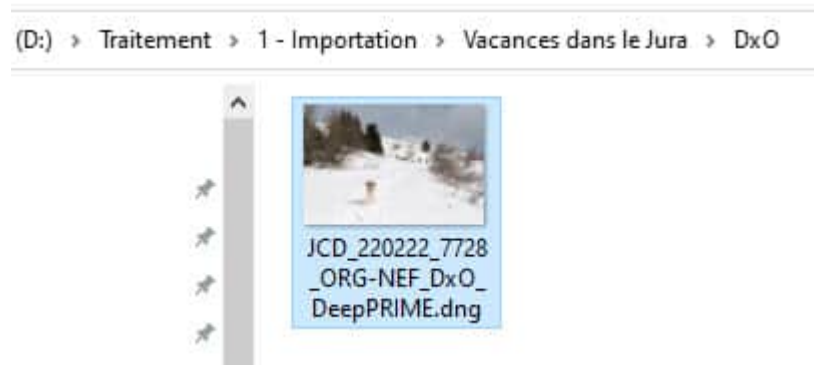 (D:) > Traitement > 1 - Importation > Vacances dans le Jura > DxO
JCD_220222_7728
_ORG-NEF_DxO_
DeepPRIME.dng